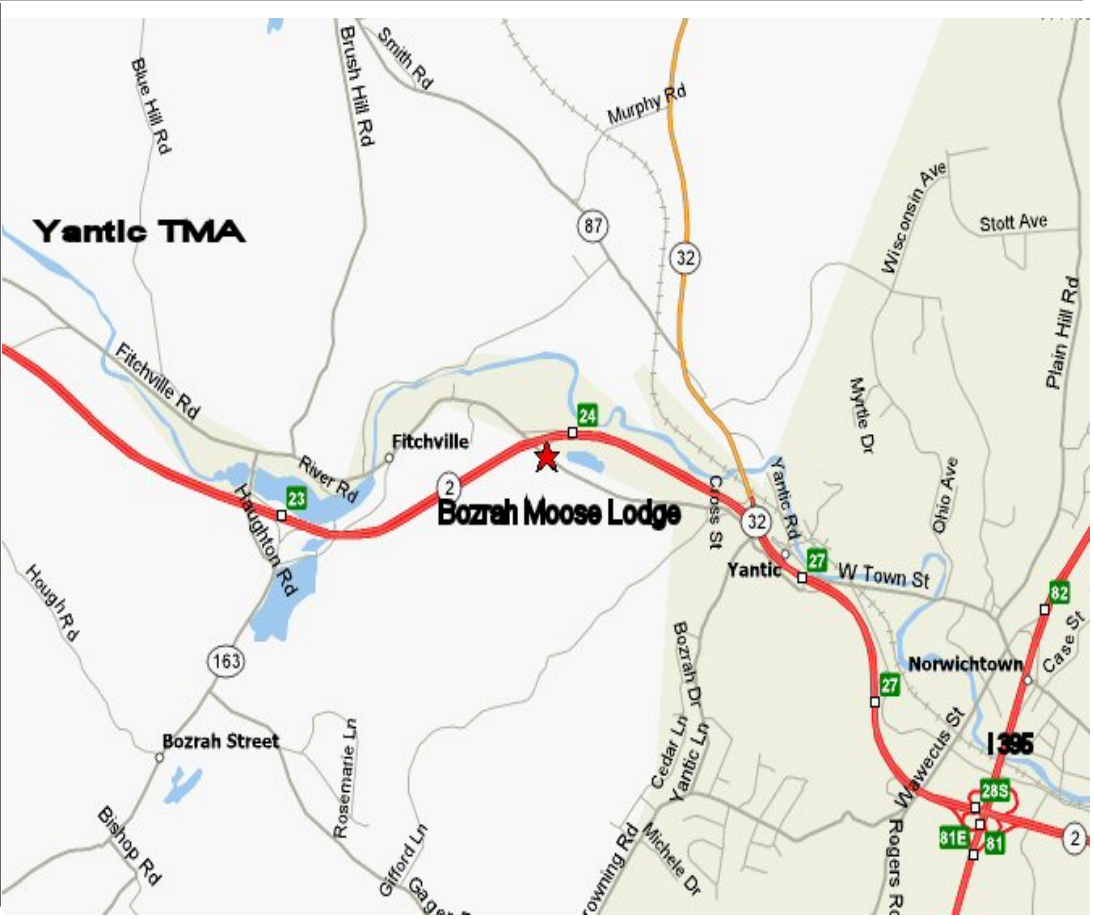 Smith Rd
Brush Hill Rd
Blue Hill Rd
Murphy Rd
Wisconsin Ave
Yantic TMA
87
Stott Ave
32
Plain Hill Rd
Fitchville Rd
Myrtle Dr
24
Fitchville
River Rd
Ohio Ave
Yantic Rd
Cross St
2
23
Bozrah Moose Lodge
Haughton Rd
32
Yantic
27
W Town St
82
Hough Rd
Case St
Bozrah Dr
163
Norwichtown
27
Bozrah Street
Wawecus St
I 395
Cedar Ln
Yantic Ln
Rosemarie Ln
28S
81E
81
2
Bishop Rd
Michele Dr
Rogers
Gifford Ln
rowning Rd